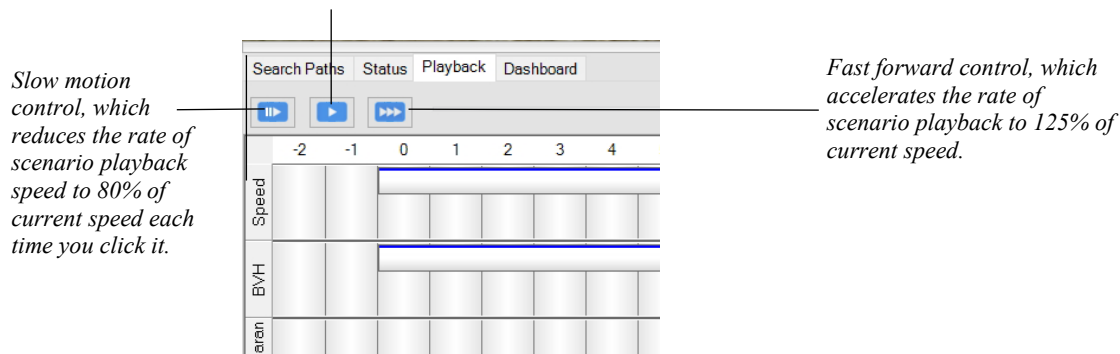 Slow motion
control, which
reduces the rate of
scenario playback
speed to 80% of
current speed each
time you click it.
Search Paths Status Playback Dashboard
-2 -1 0 1 2 3 4
Speed
BVH
aran
Fast forward control, which
accelerates the rate of
scenario playback to 125% of
current speed.